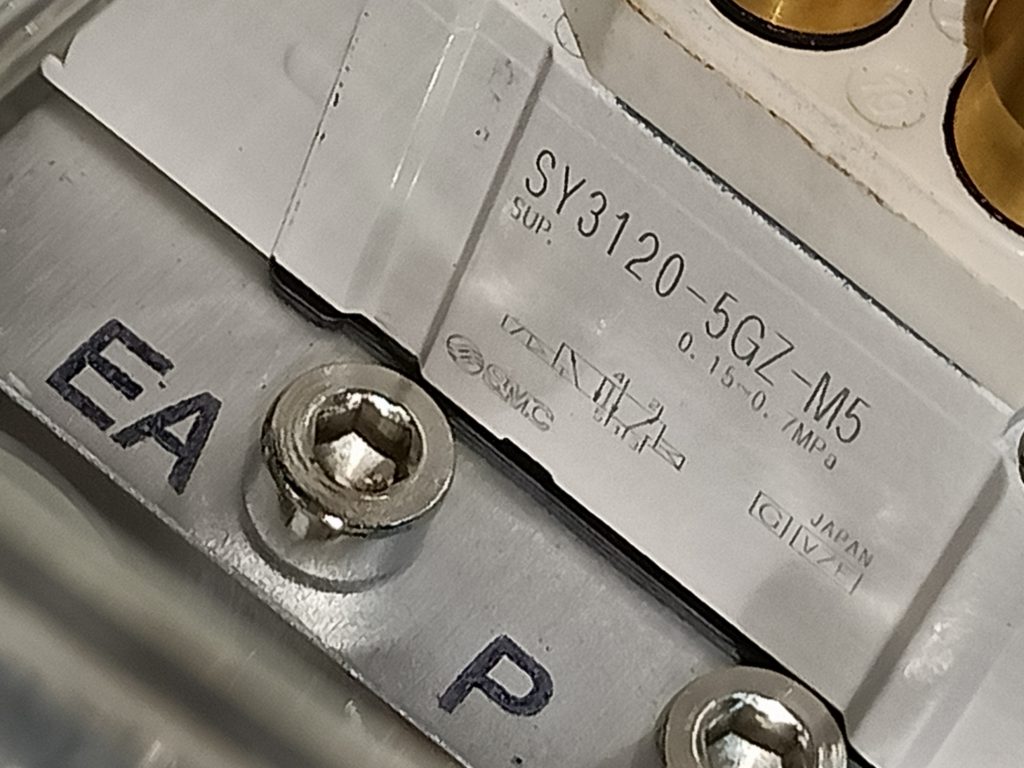 SY3120-5GZ-M5
SUP.
0.15~0.7MPa
SMC
JAPAN
EA
P